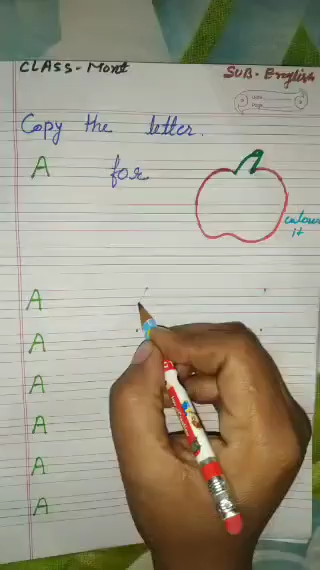 CLASS- Mont
SUB- English
Copy the letter.
A for
colour it
A
A
A
A
A
A